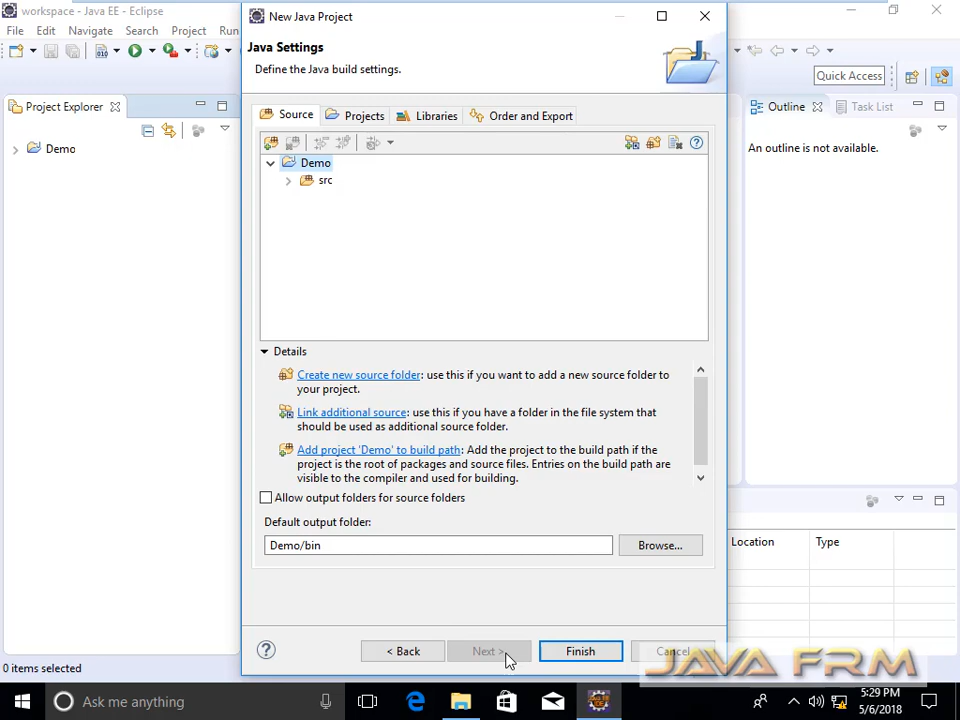 workspace - Java EE - Eclipse
File Edit Navigate Search Project Run
Quick Access
Project Explorer
Demo
New Java Project
Java Settings
Define the Java build settings.
Source Projects Libraries Order and Export
Demo
src
Details
Create new source folder: use this if you want to add a new source folder to
your project.
Link additional source: use this if you have a folder in the file system that
should be used as additional source folder.
Add project 'Demo' to build path: Add the project to the build path if the
project is the root of packages and source files. Entries on the build path are
visible to the compiler and used for building.
Allow output folders for source folders
Default output folder:
Demo/bin
Browse...
< Back Next > Finish Cancel
Outline Task List
An outline is not available.
Location Type
0 items selected
JAVA FRM
Ask me anything
5:29 PM
5/6/2018